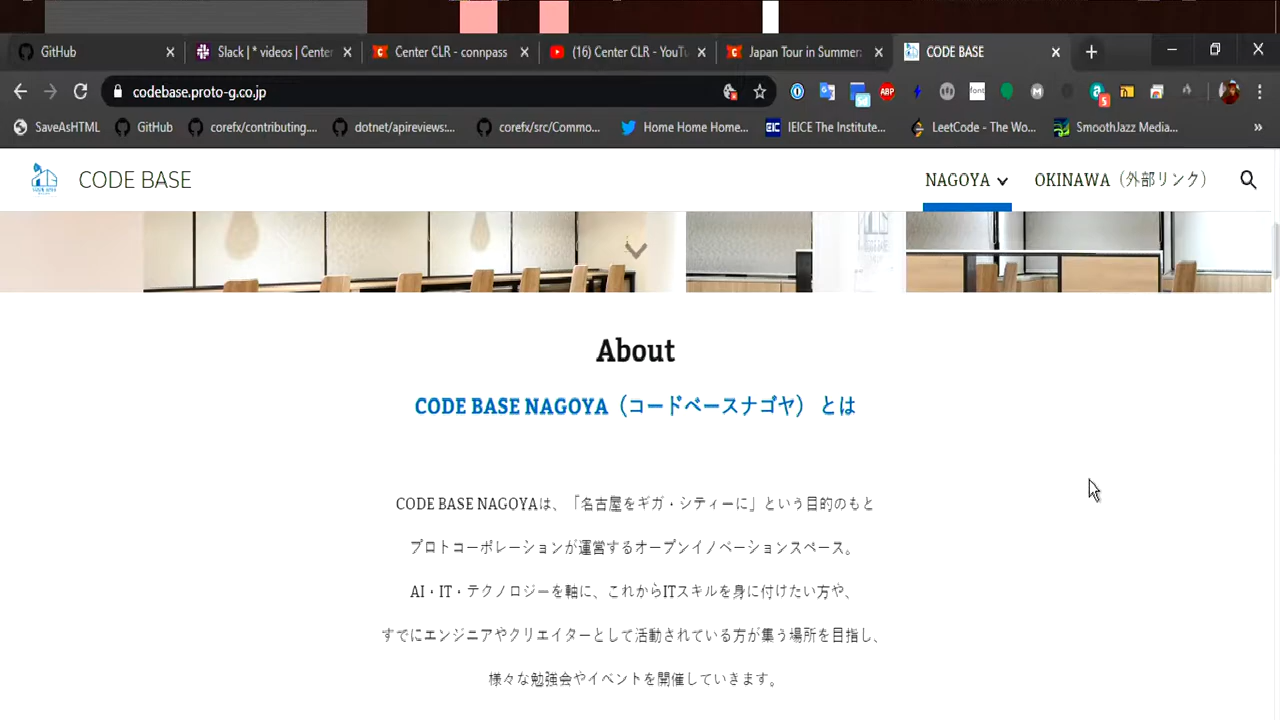 GitHub
Slack | * videos | Center
Center CLR - connpass
(16) Center CLR - YouTu
Japan Tour in Summer
CODE BASE
codebase.proto-g.co.jp
SaveAsHTML
GitHub
corefx/contributing....
dotnet/apireviews:...
corefx/src/Commo...
Home Home Home...
IEICE The Institute...
LeetCode - The Wo...
SmoothJazz Media...
»
CODE BASE
NAGOYA
OKINAWA（外部リンク）
About
CODE BASE NAGOYA（コードベースナゴヤ） とは
CODE BASE NAGOYAは、「名古屋をギガ・シティーに」という目的のもと
プロトコーポレーションが運営するオープンイノベーションスペース。
AI・IT・テクノロジーを軸に、これからITスキルを身に付けたい方や、
すでにエンジニアやクリエイターとして活動されている方が集う場所を目指し、
様々な勉強会やイベントを開催していきます。